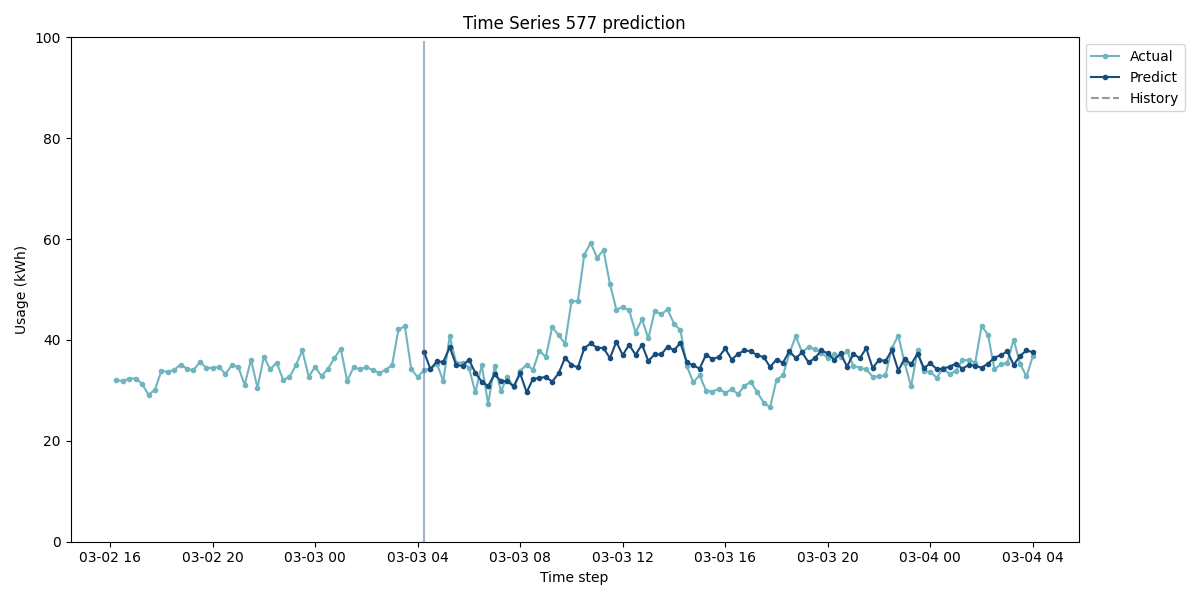 Time Series 577 prediction
100
80
60
40
20
0
Usage (kWh)
03-02 16 03-02 20 03-03 00 03-03 04 03-03 08 03-03 12 03-03 16 03-03 20 03-04 00 03-04 04
Time step
Actual
Predict
History